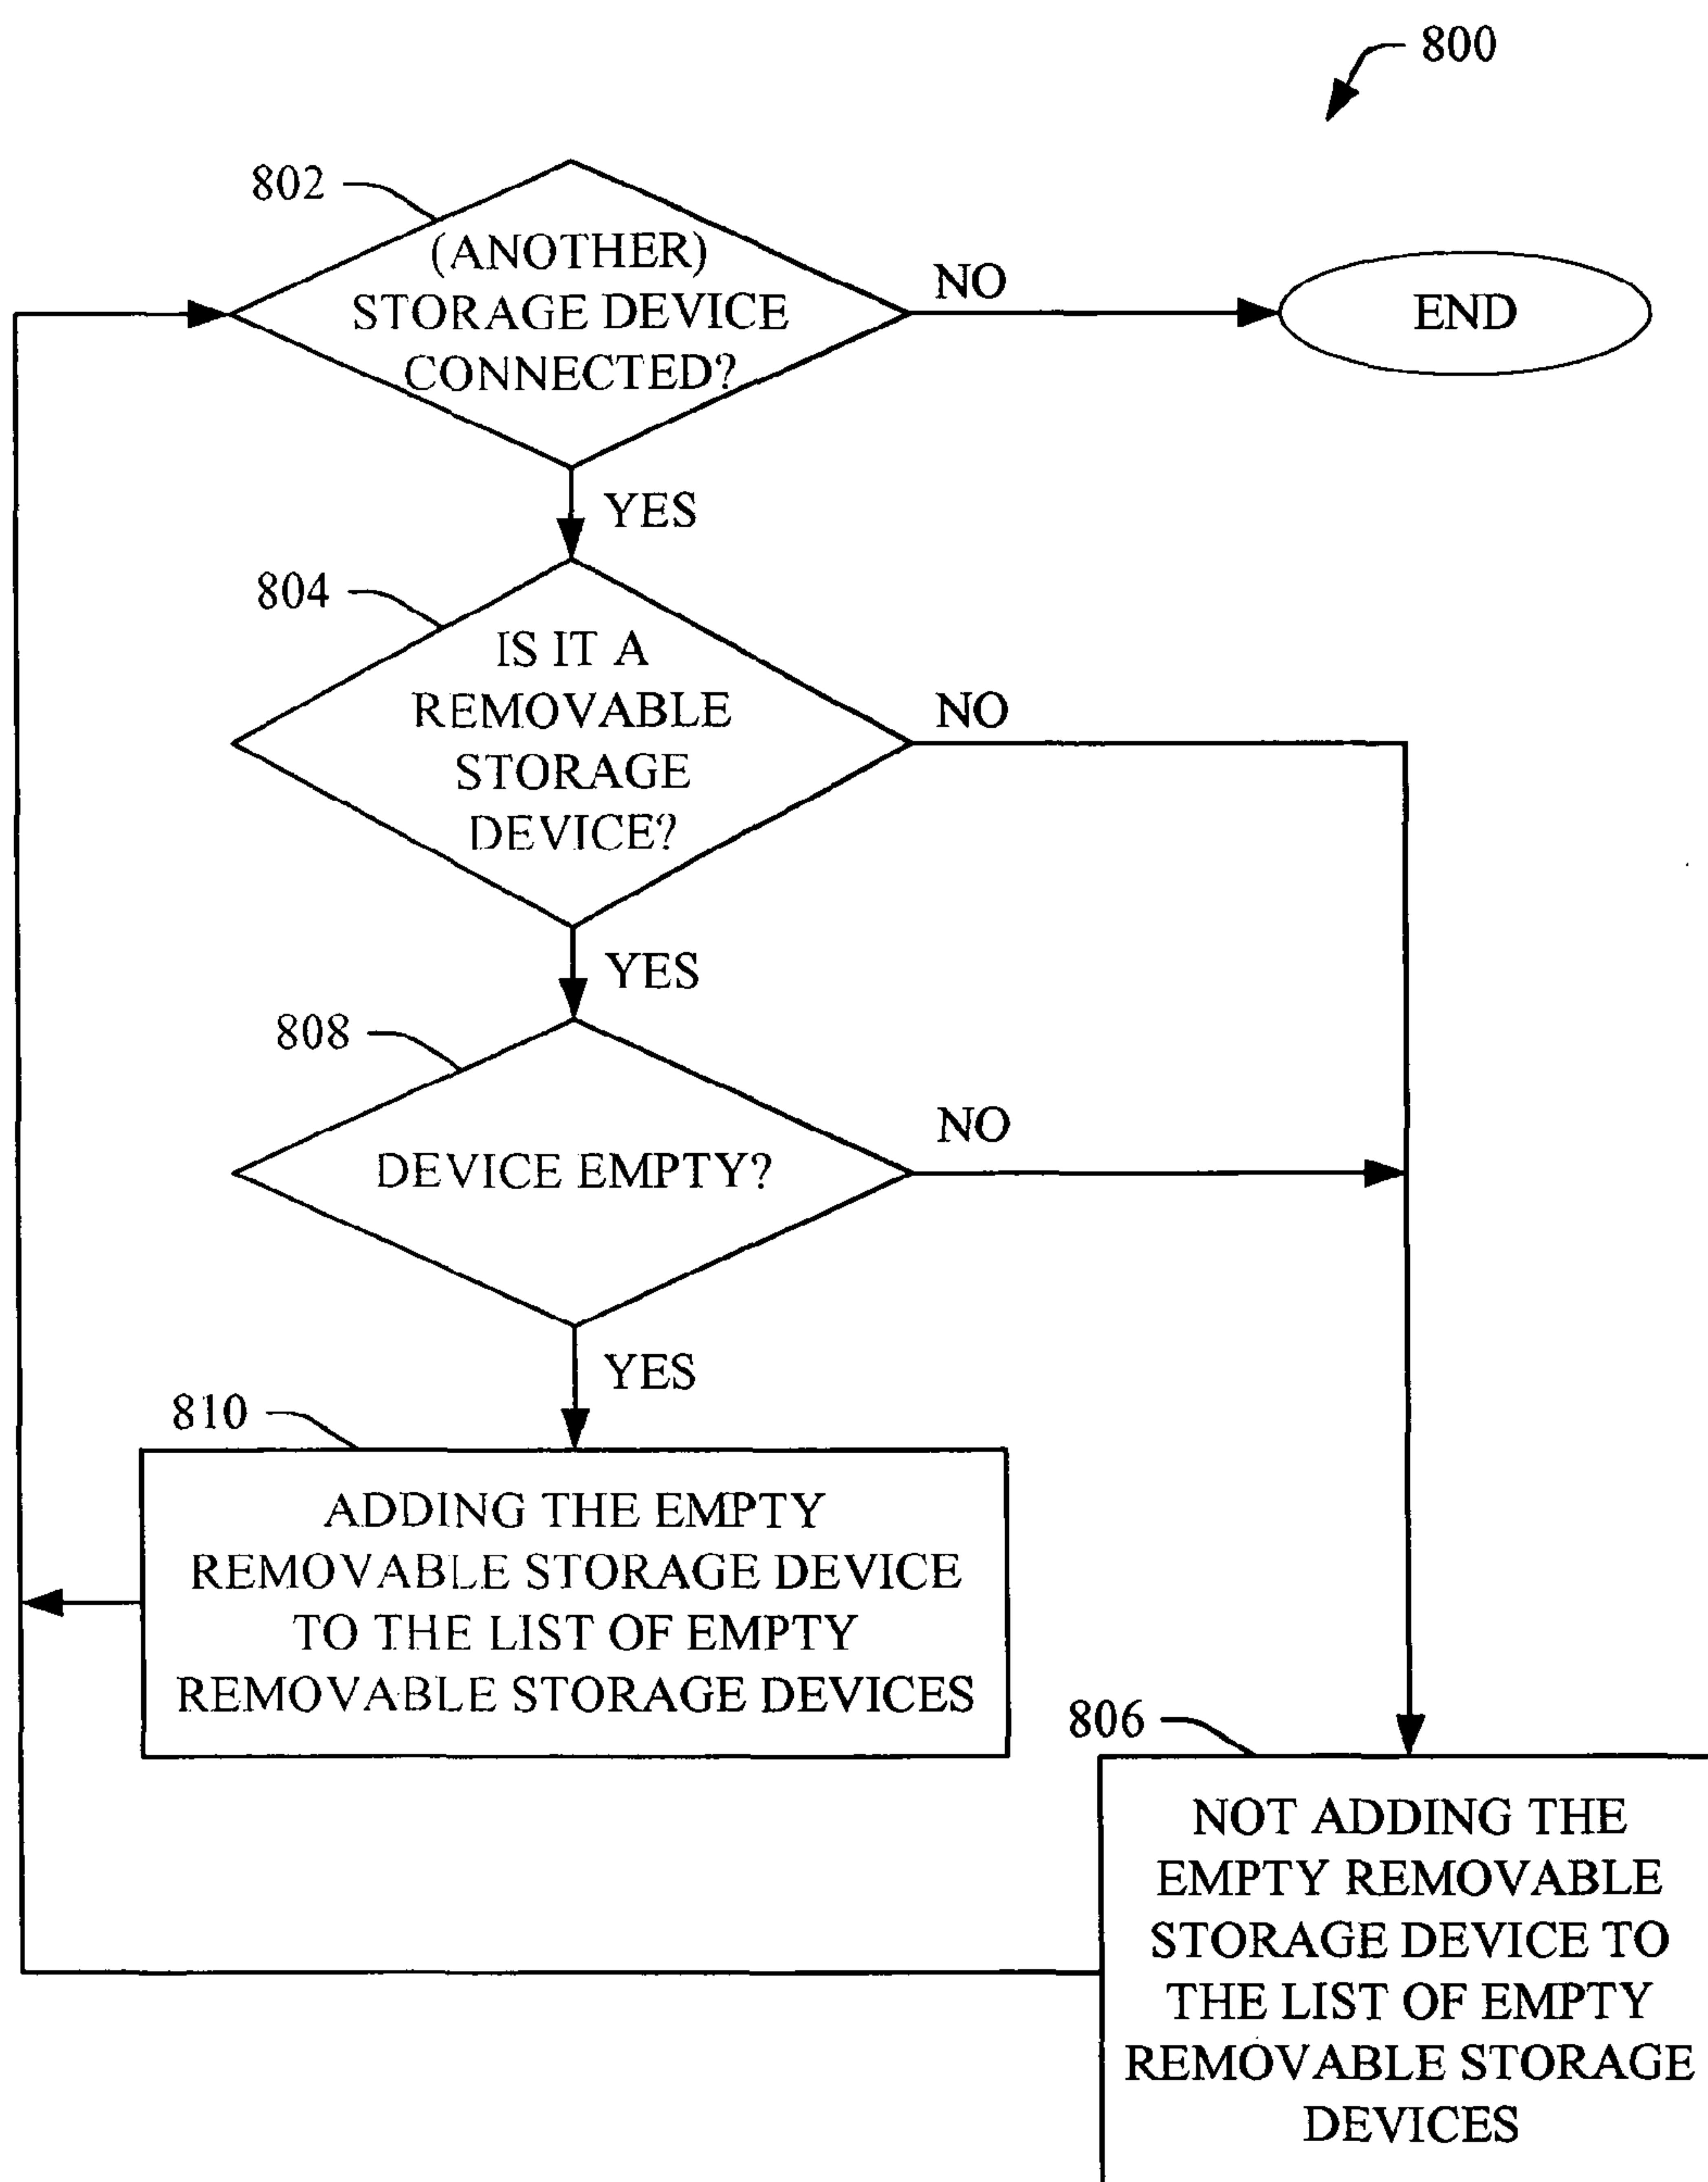 800
802
(ANOTHER)
STORAGE DEVICE
CONNECTED?
NO
END
YES
804
IS IT A
REMOVABLE
STORAGE
DEVICE?
NO
YES
808
DEVICE EMPTY?
NO
YES
810
ADDING THE EMPTY
REMOVABLE STORAGE DEVICE
TO THE LIST OF EMPTY
REMOVABLE STORAGE DEVICES
806
NOT ADDING THE
EMPTY REMOVABLE
STORAGE DEVICE TO
THE LIST OF EMPTY
REMOVABLE STORAGE
DEVICES